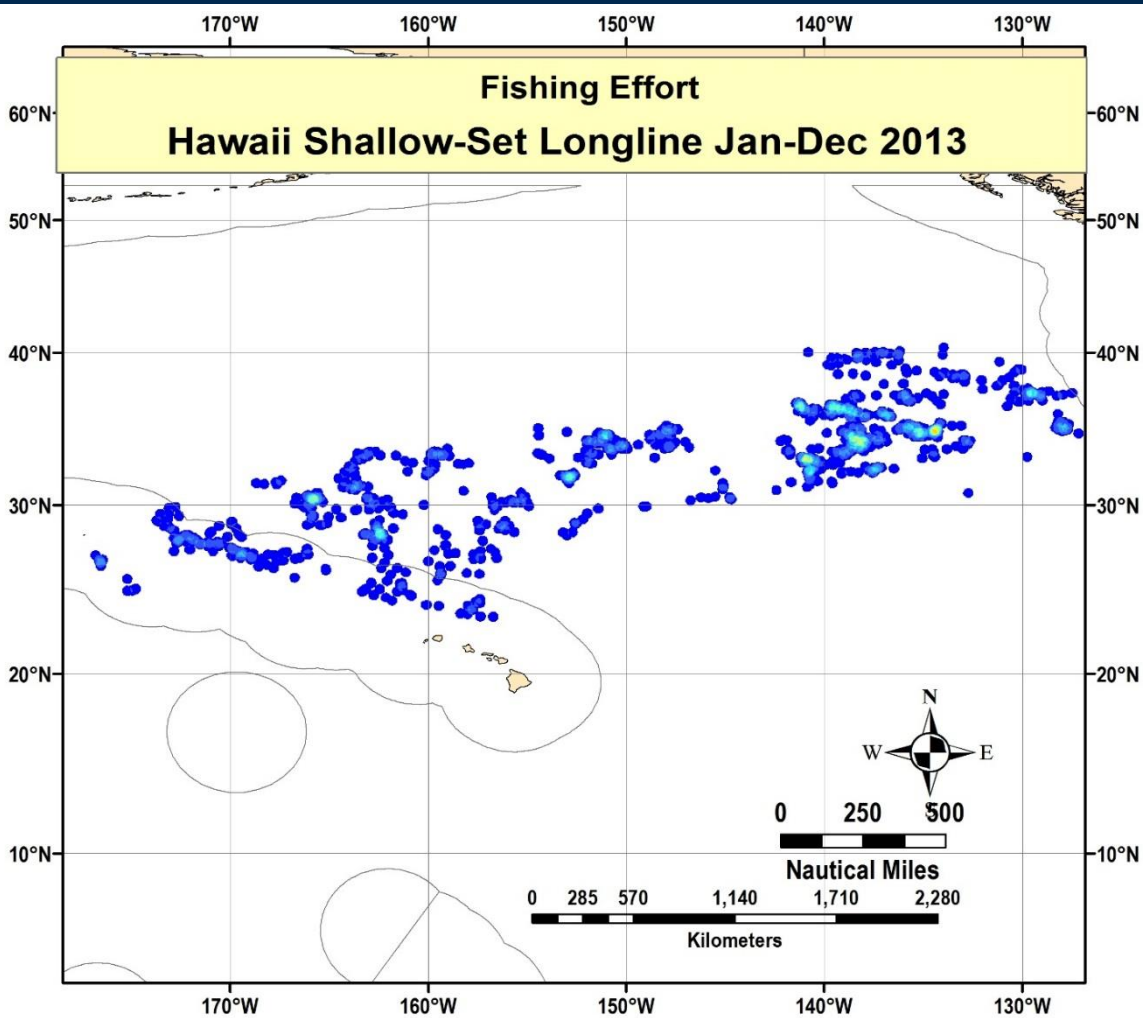 170°W 160°W 150°W 140°W 130°W
Fishing Effort
Hawaii Shallow-Set Longline Jan-Dec 2013
60°N 60°N
50°N 50°N
40°N 40°N
30°N 30°N
20°N 20°N
N
W E
S
0 250 500
Nautical Miles
10°N 10°N
0 285 570 1,140 1,710 2,280
Kilometers
170°W 160°W 150°W 140°W 130°W